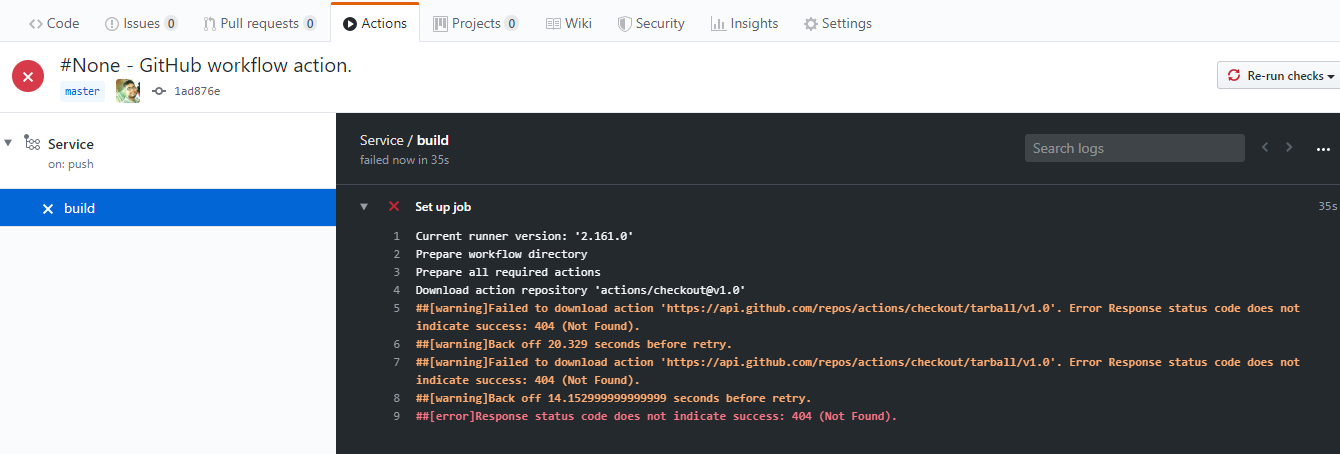 Code Issues 0 Pull requests 0 Actions Projects 0 Wiki Security Insights Settings
#None - GitHub workflow action.
master 1ad876e
Re-run checks
Service
on: push
build
Service / build
failed now in 35s
Search logs
Set up job 35s
1 Current runner version: '2.161.0'
2 Prepare workflow directory
3 Prepare all required actions
4 Download action repository 'actions/checkout@v1.0'
5 ##[warning]Failed to download action 'https://api.github.com/repos/actions/checkout/tarball/v1.0'. Error Response status code does not
indicate success: 404 (Not Found).
6 ##[warning]Back off 20.329 seconds before retry.
7 ##[warning]Failed to download action 'https://api.github.com/repos/actions/checkout/tarball/v1.0'. Error Response status code does not
indicate success: 404 (Not Found).
8 ##[warning]Back off 14.152999999999999 seconds before retry.
9 ##[error]Response status code does not indicate success: 404 (Not Found).